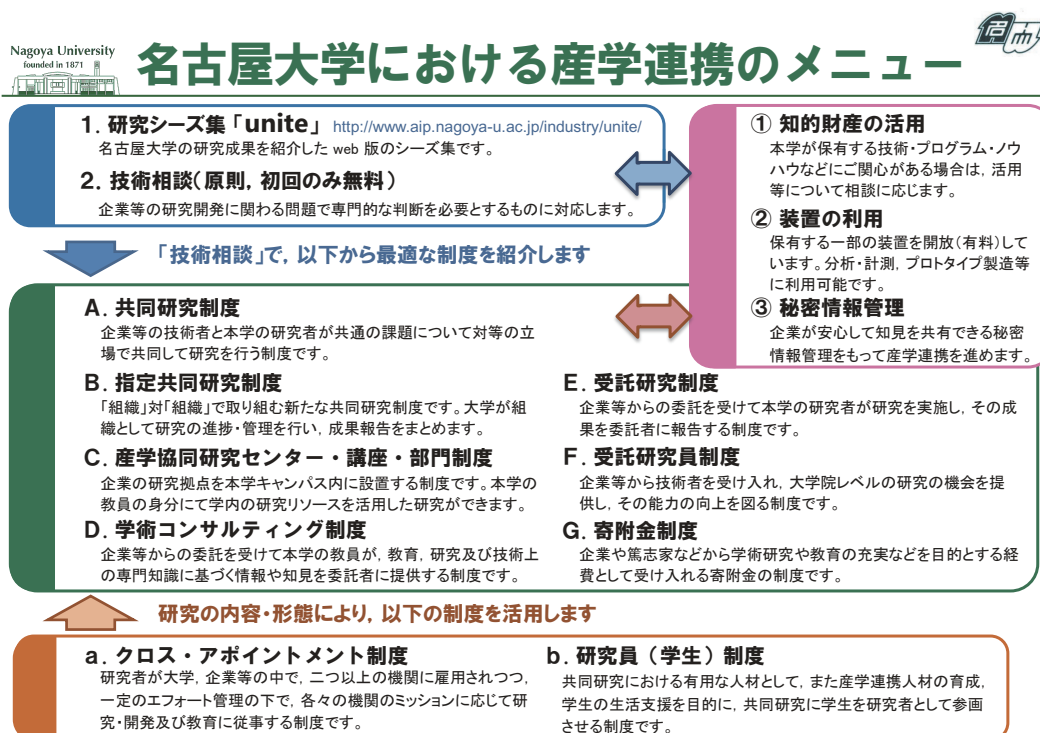 Nagoya University
founded in 1871
名古屋大学における産学連携のメニュー
1. 研究シーズ集「unite」 http://www.aip.nagoya-u.ac.jp/industry/unite/
名古屋大学の研究成果を紹介した web 版のシーズ集です。
2. 技術相談(原則, 初回のみ無料)
企業等の研究開発に関わる問題で専門的な判断を必要とするものに対応します。
① 知的財産の活用
本学が保有する技術・プログラム・ノウ
ハウなどにご関心がある場合は, 活用
等について相談に応じます。
② 装置の利用
保有する一部の装置を開放(有料)して
います。分析・計測, プロトタイプ製造等
に利用可能です。
③ 秘密情報管理
企業が安心して知見を共有できる秘密
情報管理をもって産学連携を進めます。
「技術相談」で, 以下から最適な制度を紹介します
A. 共同研究制度
企業等の技術者と本学の研究者が共通の課題について対等の立
場で共同して研究を行う制度です。
B. 指定共同研究制度
「組織」対「組織」で取り組む新たな共同研究制度です。大学が組
織として研究の進捗・管理を行い, 成果報告をまとめます。
C. 産学協同研究センター・講座・部門制度
企業の研究拠点を本学キャンパス内に設置する制度です。本学の
教員の身分にて学内の研究リソースを活用した研究ができます。
D. 学術コンサルティング制度
企業等からの委託を受けて本学の教員が, 教育, 研究及び技術上
の専門知識に基づく情報や知見を委託者に提供する制度です。
E. 受託研究制度
企業等からの委託を受けて本学の研究者が研究を実施し, その成
果を委託者に報告する制度です。
F. 受託研究員制度
企業等から技術者を受け入れ, 大学院レベルの研究の機会を提
供し, その能力の向上を図る制度です。
G. 寄附金制度
企業や篤志家などから学術研究や教育の充実などを目的とする経
費として受け入れる寄附金の制度です。
研究の内容・形態により, 以下の制度を活用します
a. クロス・アポイントメント制度
研究者が大学, 企業等の中で, 二つ以上の機関に雇用されつつ,
一定のエフォート管理の下で, 各々の機関のミッションに応じて研
究・開発及び教育に従事する制度です。
b. 研究員(学生)制度
共同研究における有用な人材として, また産学連携人材の育成,
学生の生活支援を目的に, 共同研究に学生を研究者として参画
させる制度です。